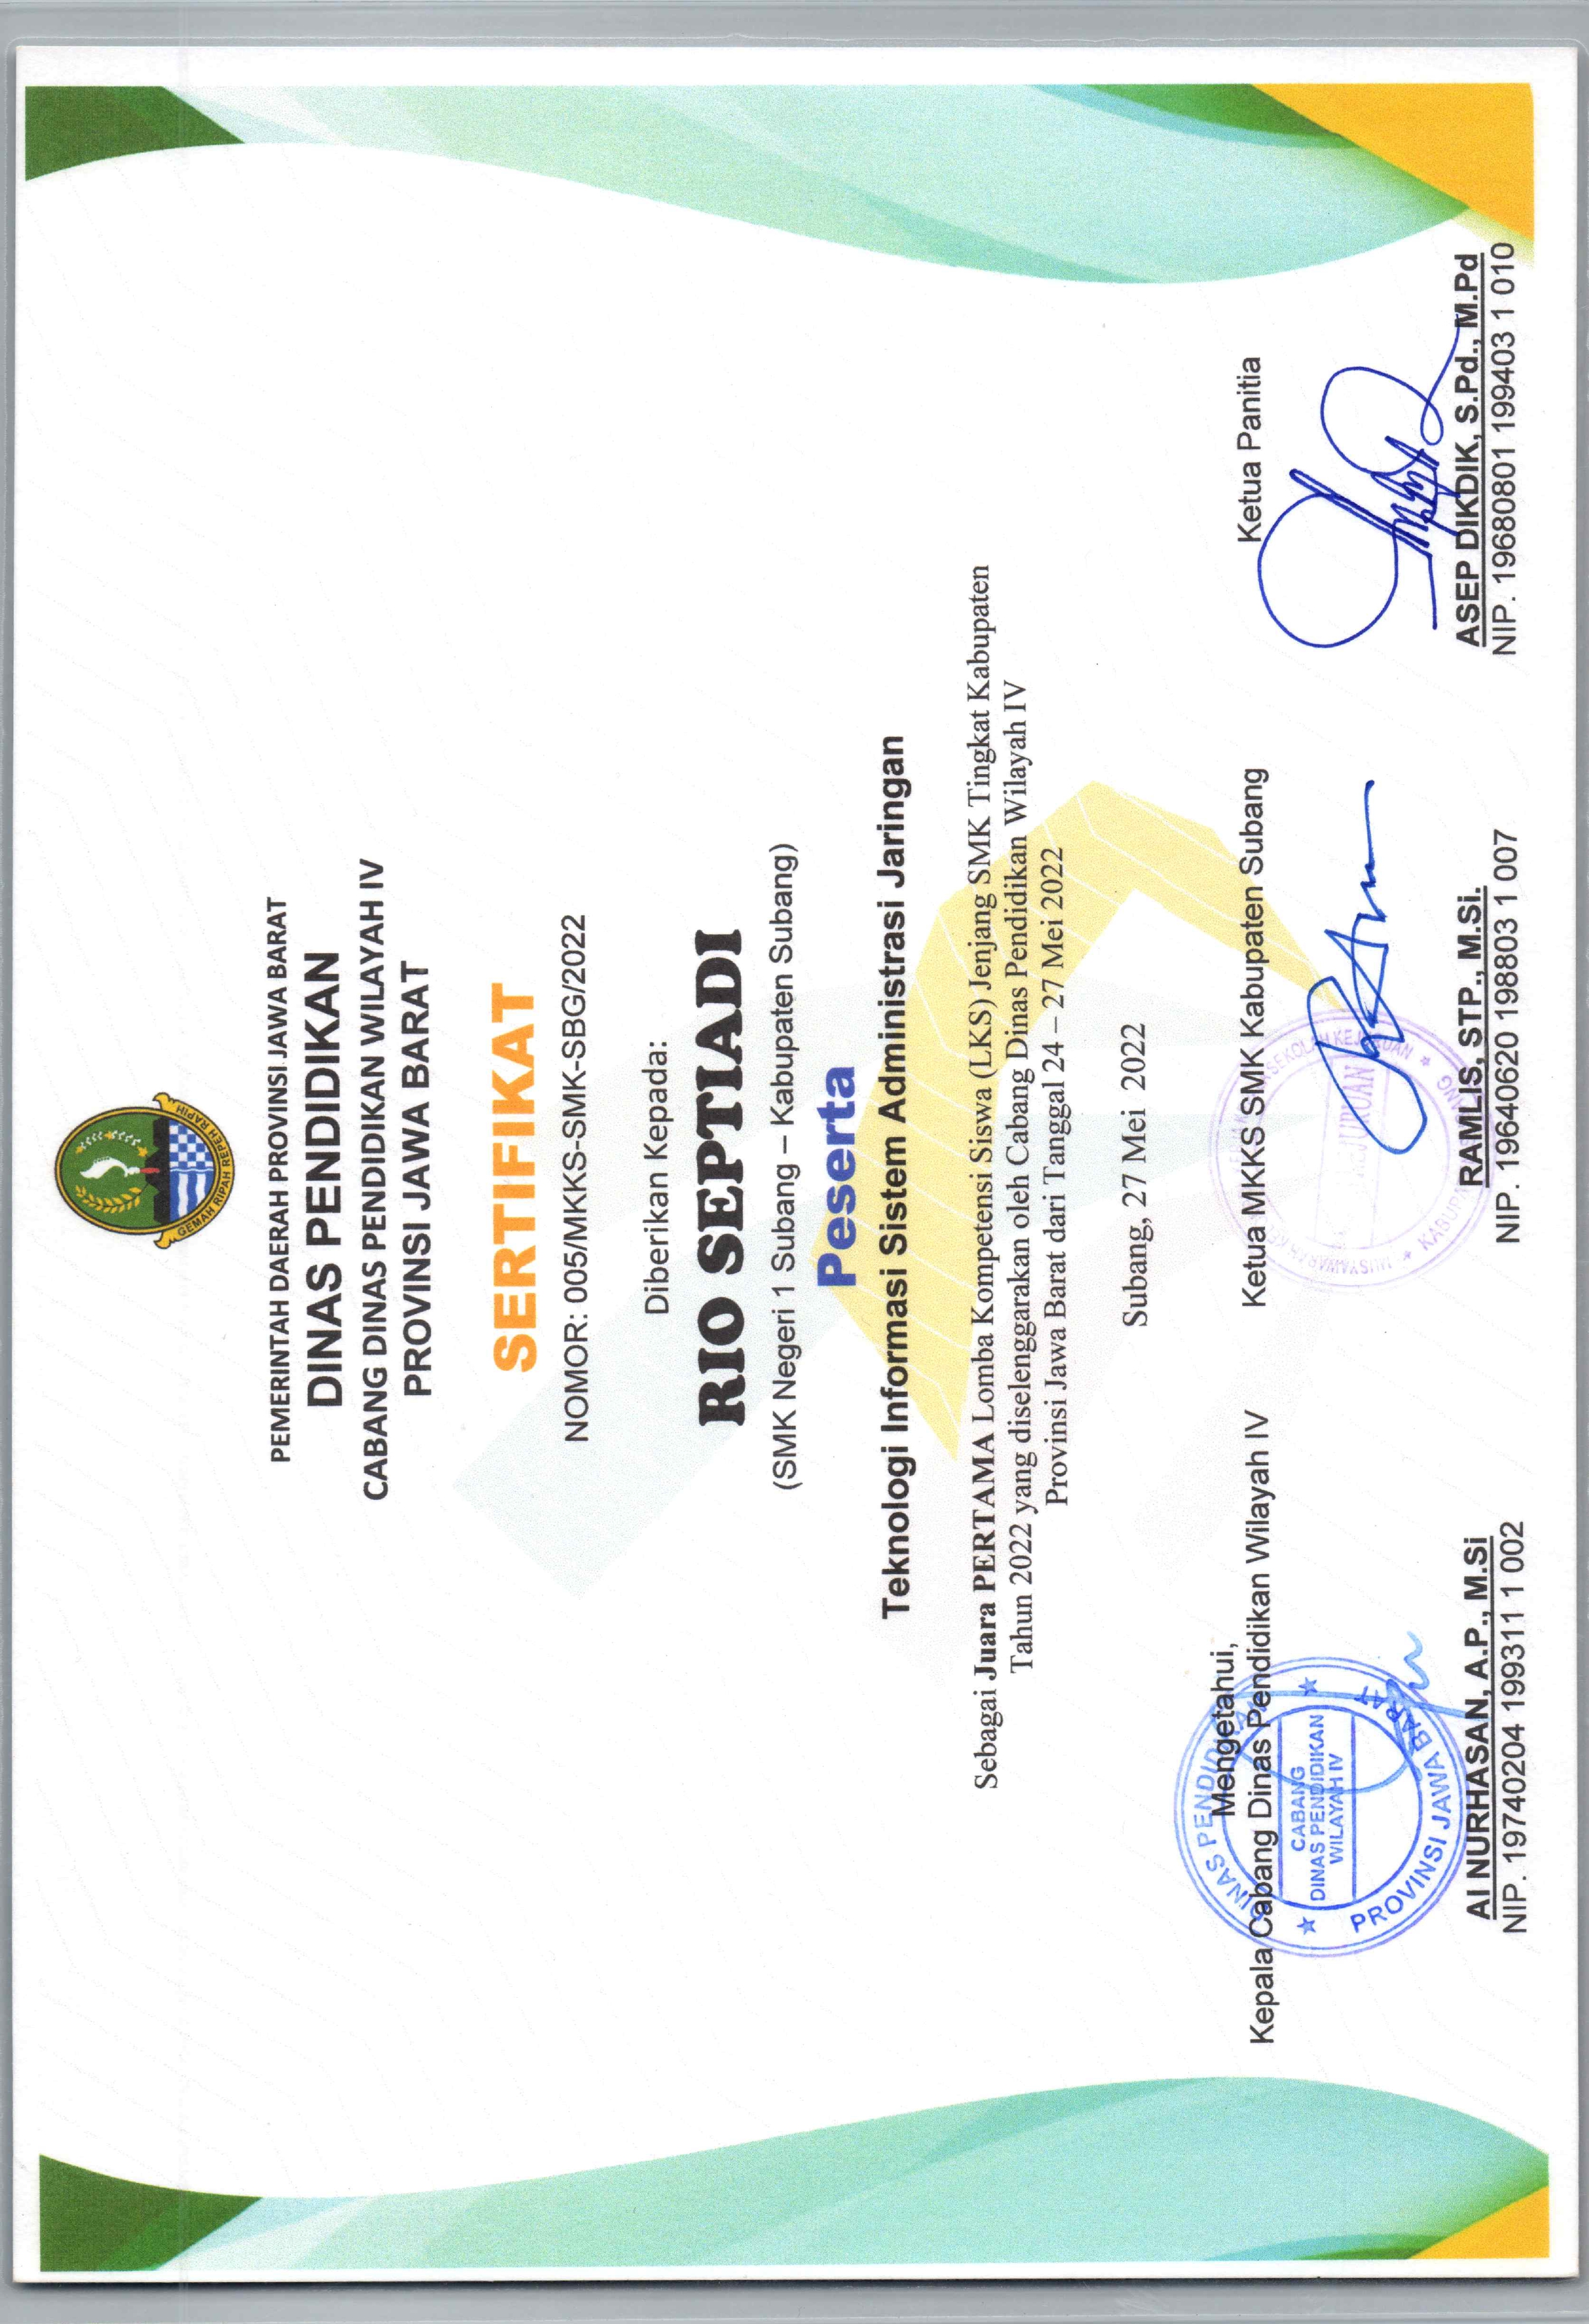 GEMAH RIPAH REPEH RAPIH
PEMERINTAH DAERAH PROVINSI JAWA BARAT
DINAS PENDIDIKAN
CABANG DINAS PENDIDIKAN WILAYAH IV
PROVINSI JAWA BARAT
SERTIFIKAT
NOMOR: 005/MKKS-SMK-SBG/2022
Diberikan Kepada:
RIO SEPTIADI
(SMK Negeri 1 Subang – Kabupaten Subang)
Peserta
Teknologi Informasi Sistem Administrasi Jaringan
Sebagai Juara PERTAMA Lomba Kompetensi Siswa (LKS) Jenjang SMK Tingkat Kabupaten
Tahun 2022 yang diselenggarakan oleh Cabang Dinas Pendidikan Wilayah IV
Provinsi Jawa Barat dari Tanggal 24 – 27 Mei 2022
Subang, 27 Mei 2022
Mengetahui,
Kepala Cabang Dinas Pendidikan Wilayah IV
DINAS PENDIDIKAN
CABANG
DINAS PENDIDIKAN
WILAYAH IV
PROVINSI JAWA BARAT
AI NURHASAN, A.P., M.Si
NIP. 19740204 199311 1 002
Ketua MKKS SMK Kabupaten Subang
RAMLIS, STP., M.Si.
NIP. 19640620 198803 1 007
Ketua Panitia
ASEP DIKDIK, S.Pd., M.Pd
NIP. 19680801 199403 1 010